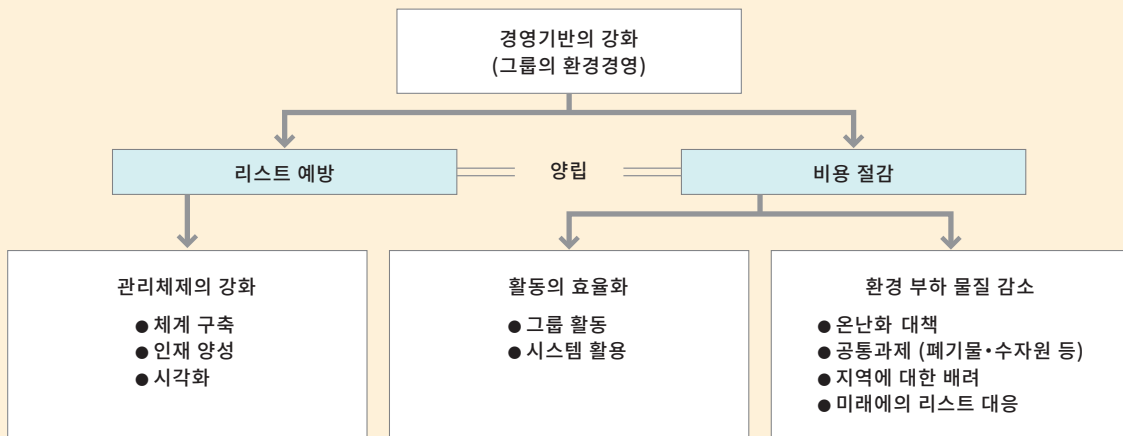 경영기반의 강화
(그룹의 환경경영)
리스트 예방
양립
비용 절감
관리체제의 강화
● 체계 구축
● 인재 양성
● 시각화
활동의 효율화
● 그룹 활동
● 시스템 활용
환경 부하 물질 감소
● 온난화 대책
● 공통과제 (폐기물･수자원 등)
● 지역에 대한 배려
● 미래에의 리스트 대응